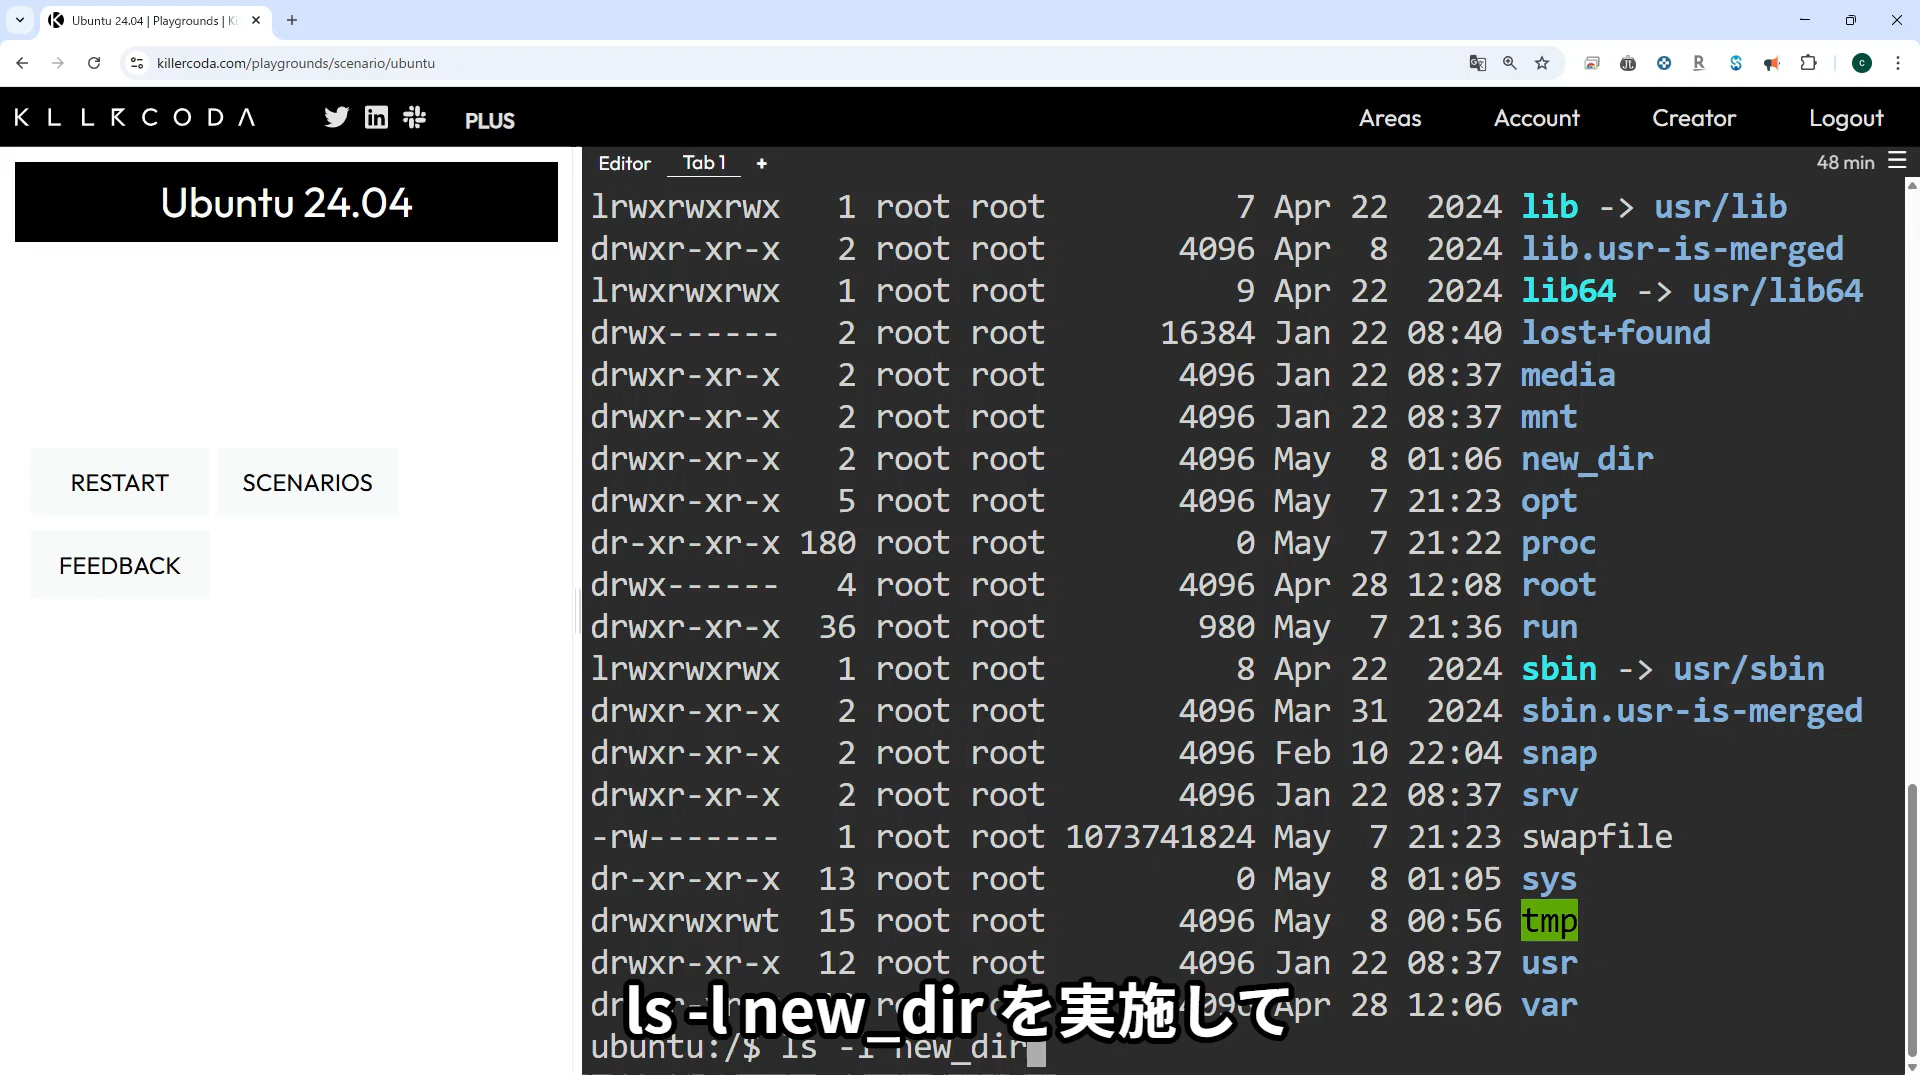 Ubuntu 24.04 | Playgrounds | Ki
killercoda.com/playgrounds/scenario/ubuntu
KLLRCODA
PLUS
Areas
Account
Creator
Logout
Ubuntu 24.04
RESTART
SCENARIOS
FEEDBACK
Editor
Tab 1
+
48 min
lrwxrwxrwx 1 root root 7 Apr 22 2024 lib -> usr/lib
drwxr-xr-x 2 root root 4096 Apr 8 2024 lib.usr-is-merged
lrwxrwxrwx 1 root root 9 Apr 22 2024 lib64 -> usr/lib64
drwx------ 2 root root 16384 Jan 22 08:40 lost+found
drwxr-xr-x 2 root root 4096 Jan 22 08:37 media
drwxr-xr-x 2 root root 4096 Jan 22 08:37 mnt
drwxr-xr-x 2 root root 4096 May 8 01:06 new_dir
drwxr-xr-x 5 root root 4096 May 7 21:23 opt
dr-xr-xr-x 180 root root 0 May 7 21:22 proc
drwx------ 4 root root 4096 Apr 28 12:08 root
drwxr-xr-x 36 root root 980 May 7 21:36 run
lrwxrwxrwx 1 root root 8 Apr 22 2024 sbin -> usr/sbin
drwxr-xr-x 2 root root 4096 Mar 31 2024 sbin.usr-is-merged
drwxr-xr-x 2 root root 4096 Feb 10 22:04 snap
drwxr-xr-x 2 root root 4096 Jan 22 08:37 srv
-rw------- 1 root root 1073741824 May 7 21:23 swapfile
dr-xr-xr-x 13 root root 0 May 8 01:05 sys
drwxrwxrwt 15 root root 4096 May 8 00:56 tmp
drwxr-xr-x 12 root root 4096 Jan 22 08:37 usr
Apr 28 12:06 var
ls -l new_dir を実施して
ubuntu:/$ ls -l new_dir